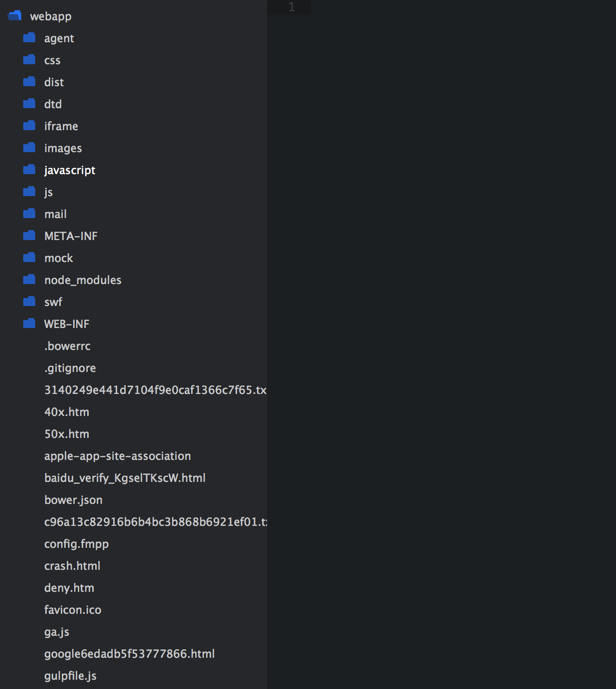 webapp
1
agent
css
dist
dtd
iframe
images
javascript
js
mail
META-INF
mock
node_modules
swf
WEB-INF
.bowerrc
.gitignore
3140249e441d7104f9e0caf1366c7f65.tx
40x.htm
50x.htm
apple-app-site-association
baidu_verify_KgselTKscW.html
bower.json
c96a13c82916b6b4bc3b868b6921ef01.tx
config.fmpp
crash.html
deny.htm
favicon.ico
ga.js
google6edadb5f53777866.html
gulpfile.js